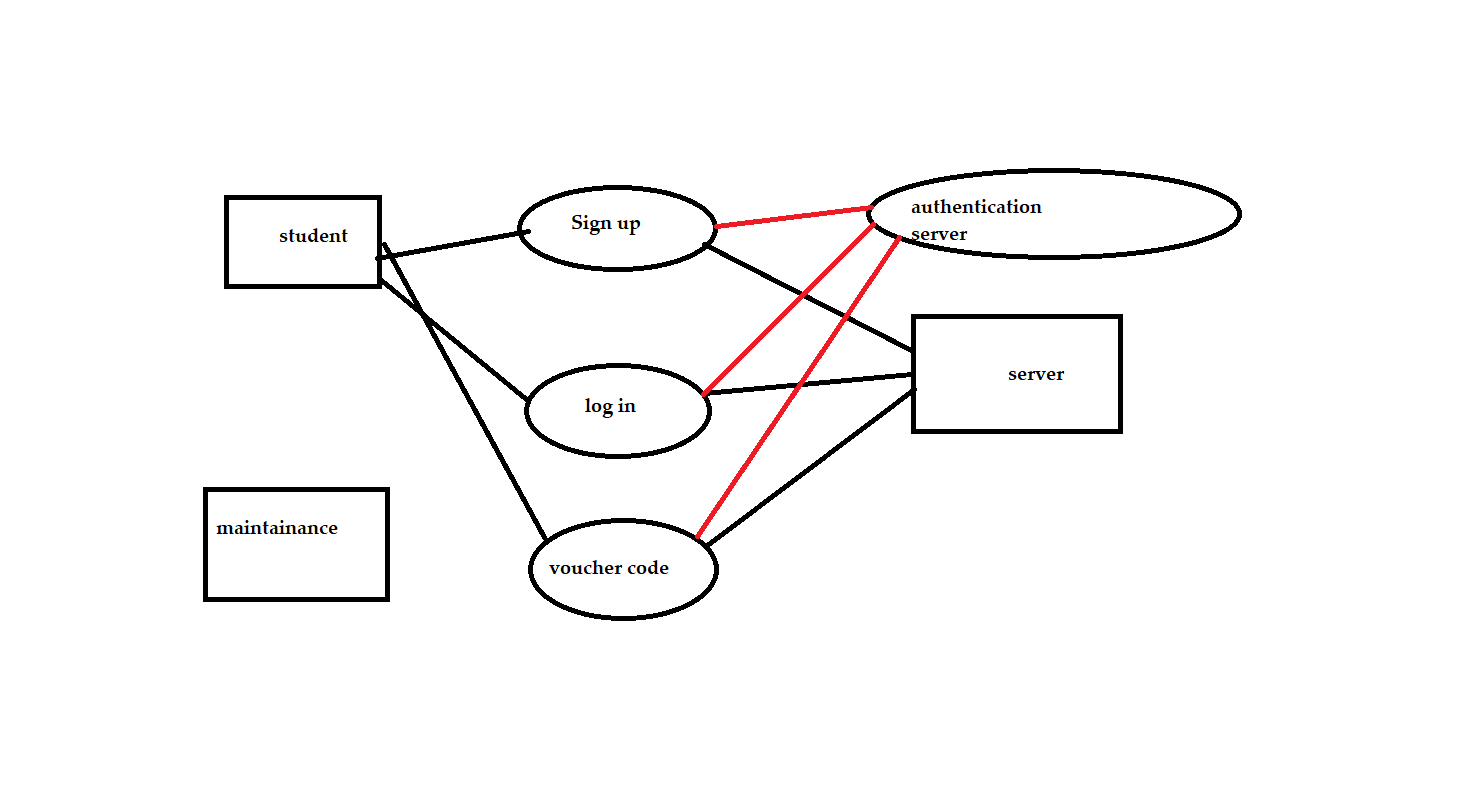 student
Sign up
authentication
server
server
log in
maintainance
voucher code